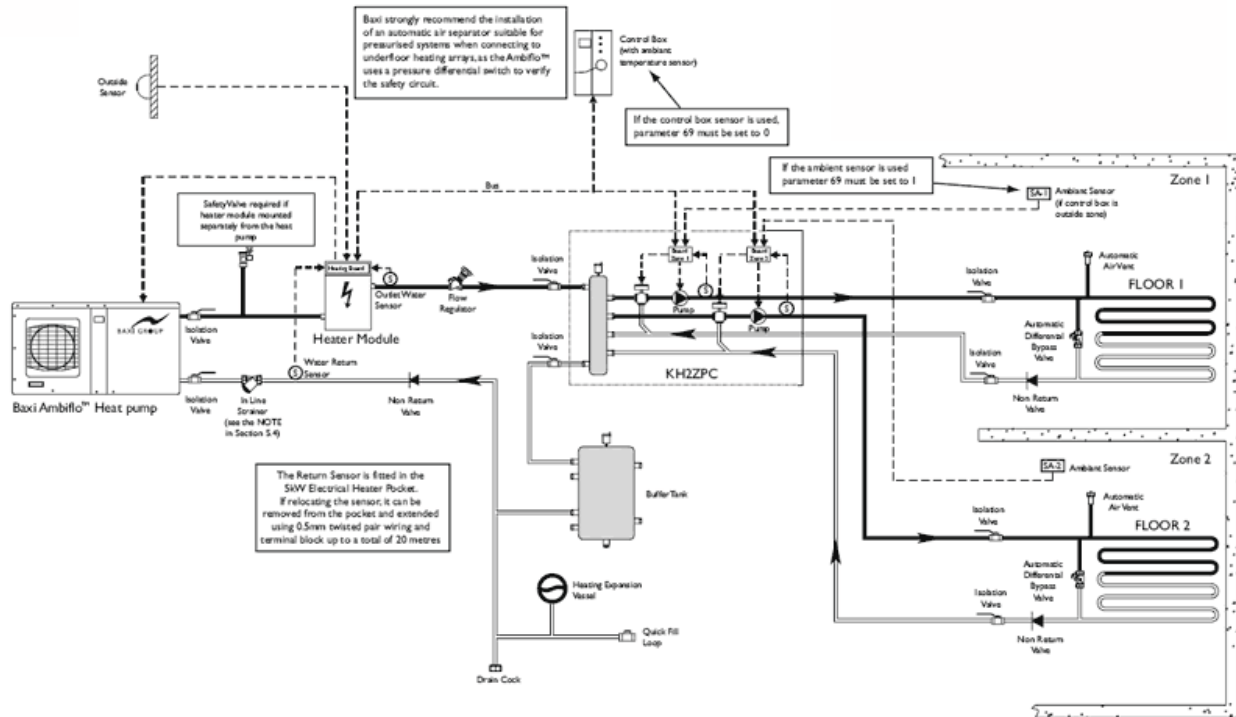 Baxi strongly recommend the installation
of an automatic air separator suitable for
pressurised systems when connecting to
underfloor heating arrays, as the Ambiflo™
uses a pressure differential switch to verify
the safety circuit.
Control Box
(with ambient
temperature sensor)
Outside
Sensor
If the control box sensor is used,
parameter 69 must be set to 0
If the ambient sensor is used
parameter 69 must be set to 1
Zone 1
Bus
SA-1
Ambient Sensor
(if control box is
outside zone)
Safety Valve required if
heater module mounted
separately from the heat
pump
Isolation
Valve
Board
Zone 1
Board
Zone 2
Automatic
Air Vent
Heating Board
S
Outlet Water
Sensor
Flow
Regulator
Isolation
Valve
FLOOR 1
S
Pump
S
Pump
BAXI GROUP
Isolation
Valve
Heater Module
Automatic
Differental
Bypass
Valve
Isolation
Valve
S
Water Return
Sensor
Isolation
Valve
KH2ZPC
Baxi Ambiflo™ Heat pump
Isolation
Valve
In Line
Strainer
(see the NOTE
in Section 5.4)
Non Return
Valve
Non Return
Valve
Zone 2
SA-2
Ambient Sensor
The Return Sensor is fitted in the
5kW Electrical Heater Pocket.
If relocating the sensor, it can be
removed from the pocket and extended
using 0.5mm twisted pair wiring and
terminal block up to a total of 20 metres
Buffer Tank
Automatic
Air Vent
Isolation
Valve
FLOOR 2
Automatic
Differental
Bypass
Valve
Heating Expansion
Vessel
Isolation
Valve
Quick Fill
Loop
Non Return
Valve
Drain Cock